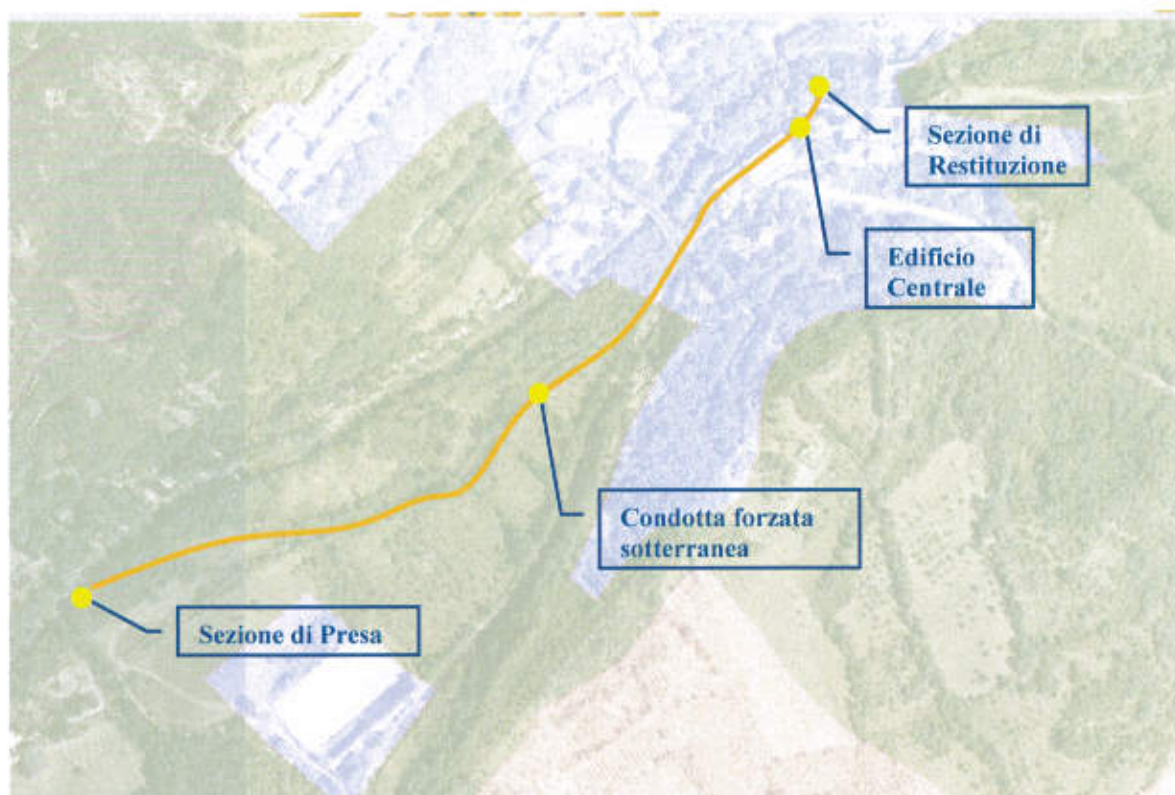 Sezione di
Restituzione
Edificio
Centrale
Condotta forzata
sotterranea
Sezione di Presa